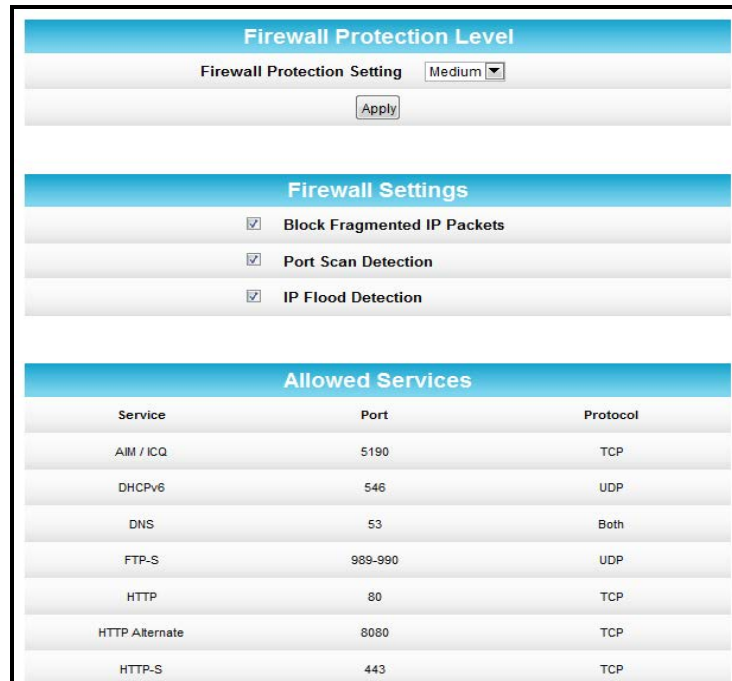 Firewall Protection Level
Firewall Protection Setting Medium
Apply
Firewall Settings
Block Fragmented IP Packets
Port Scan Detection
IP Flood Detection
Allowed Services
Service Port Protocol
AIM / ICQ 5190 TCP
DHCPv6 546 UDP
DNS 53 Both
FTP-S 989-990 UDP
HTTP 80 TCP
HTTP Alternate 8080 TCP
HTTP-S 443 TCP